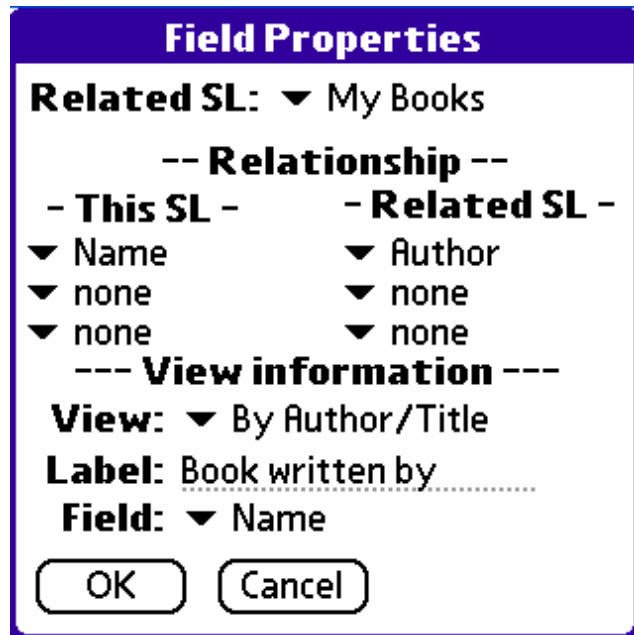 Field Properties
Related SL: My Books
-- Relationship --
- This SL - - Related SL -
Name Author
none none
none none
--- View information ---
View: By Author/Title
Label: Book written by
Field: Name
OK Cancel